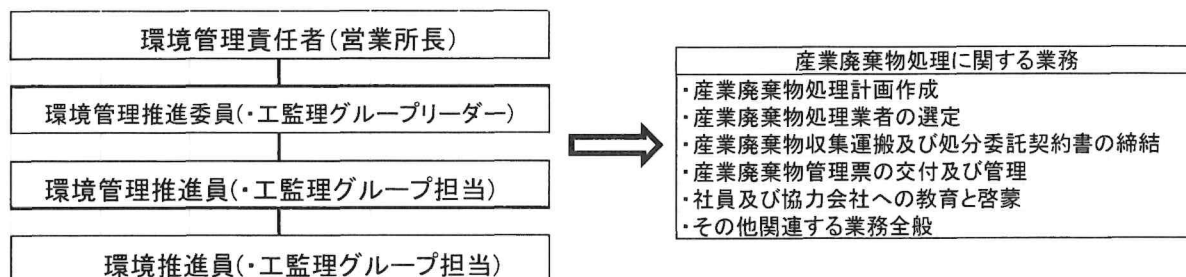 環境管理責任者(営業所長)
環境管理推進委員(・工監理グループリーダー)
環境管理推進員(・工監理グループ担当)
環境推進員(・工監理グループ担当)
産業廃棄物処理に関する業務
・産業廃棄物処理計画作成
・産業廃棄物処理業者の選定
・産業廃棄物収集運搬及び処分委託契約書の締結
・産業廃棄物管理票の交付及び管理
・社員及び協力会社への教育と啓蒙
・その他関連する業務全般